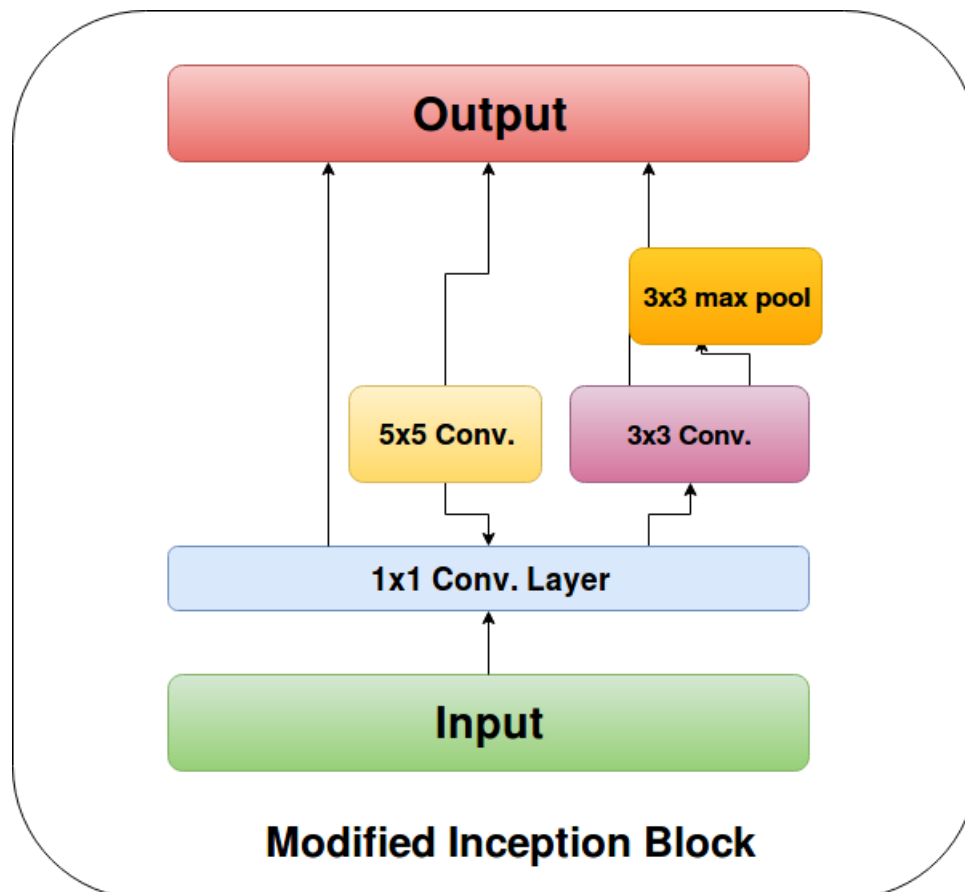 Output
3x3 max pool
5x5 Conv.
3x3 Conv.
1x1 Conv. Layer
Input
Modified Inception Block